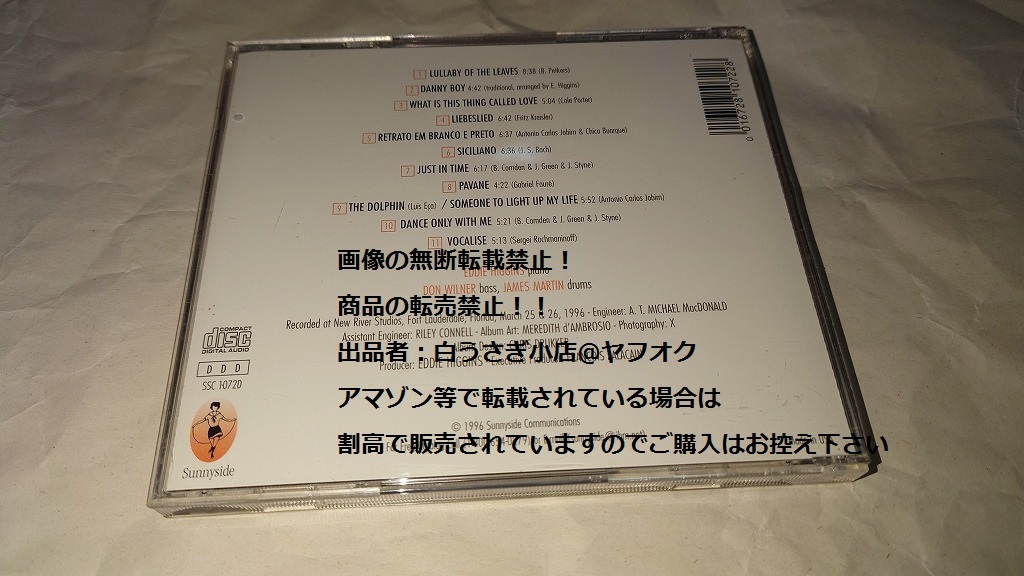 1 LULLABY OF THE LEAVES 8:38 (B. Petkers)
2 DANNY BOY 4:42 (traditional, arranged by E. Higgins)
3 WHAT IS THIS THING CALLED LOVE 5:04 (Cole Porter)
4 LIEBESLIED 6:42 (Fritz Kreisler)
5 RETRATO EM BRANCO E PRETO 6:37 (Antonio Carlos Jobim & Chico Buarque)
6 SICILIANO 6:36 (J. S. Bach)
7 JUST IN TIME 6:17 (B. Comden & J. Green & J. Styne)
8 PAVANE 4:22 (Gabriel Fauré)
9 THE DOLPHIN (Luis Eça) / SOMEONE TO LIGHT UP MY LIFE 5:52 (Antonio Carlos Jobim)
10 DANCE ONLY WITH ME 5:21 (B. Comden & J. Green & J. Styne)
11 VOCALISE 5:13 (Sergei Rachmaninoff)
0 016728 107228
画像の無断転載禁止！
EDDIE HIGGINS piano
DON WILNER bass, JAMES MARTIN drums
商品の転売禁止！！
Recorded at New River Studios, Fort Lauderdale, Florida, March 25 & 26, 1996 - Engineer: A. T. MICHAEL MacDONALD
Assistant Engineer: RILEY CONNELL - Album Art: MEREDITH d'AMBROSIO - Photography: X
DRUKKER
出品者：白うさぎ小店@ヤフオク
Producer: EDDIE HIGGINS
COMPACT
disc
DIGITAL AUDIO
D D D
SSC 1072D
Sunnyside
アマゾン等で転載されている場合は
© 1996 Sunnyside Communications
割高で販売されていますのでご購入はお控え下さい